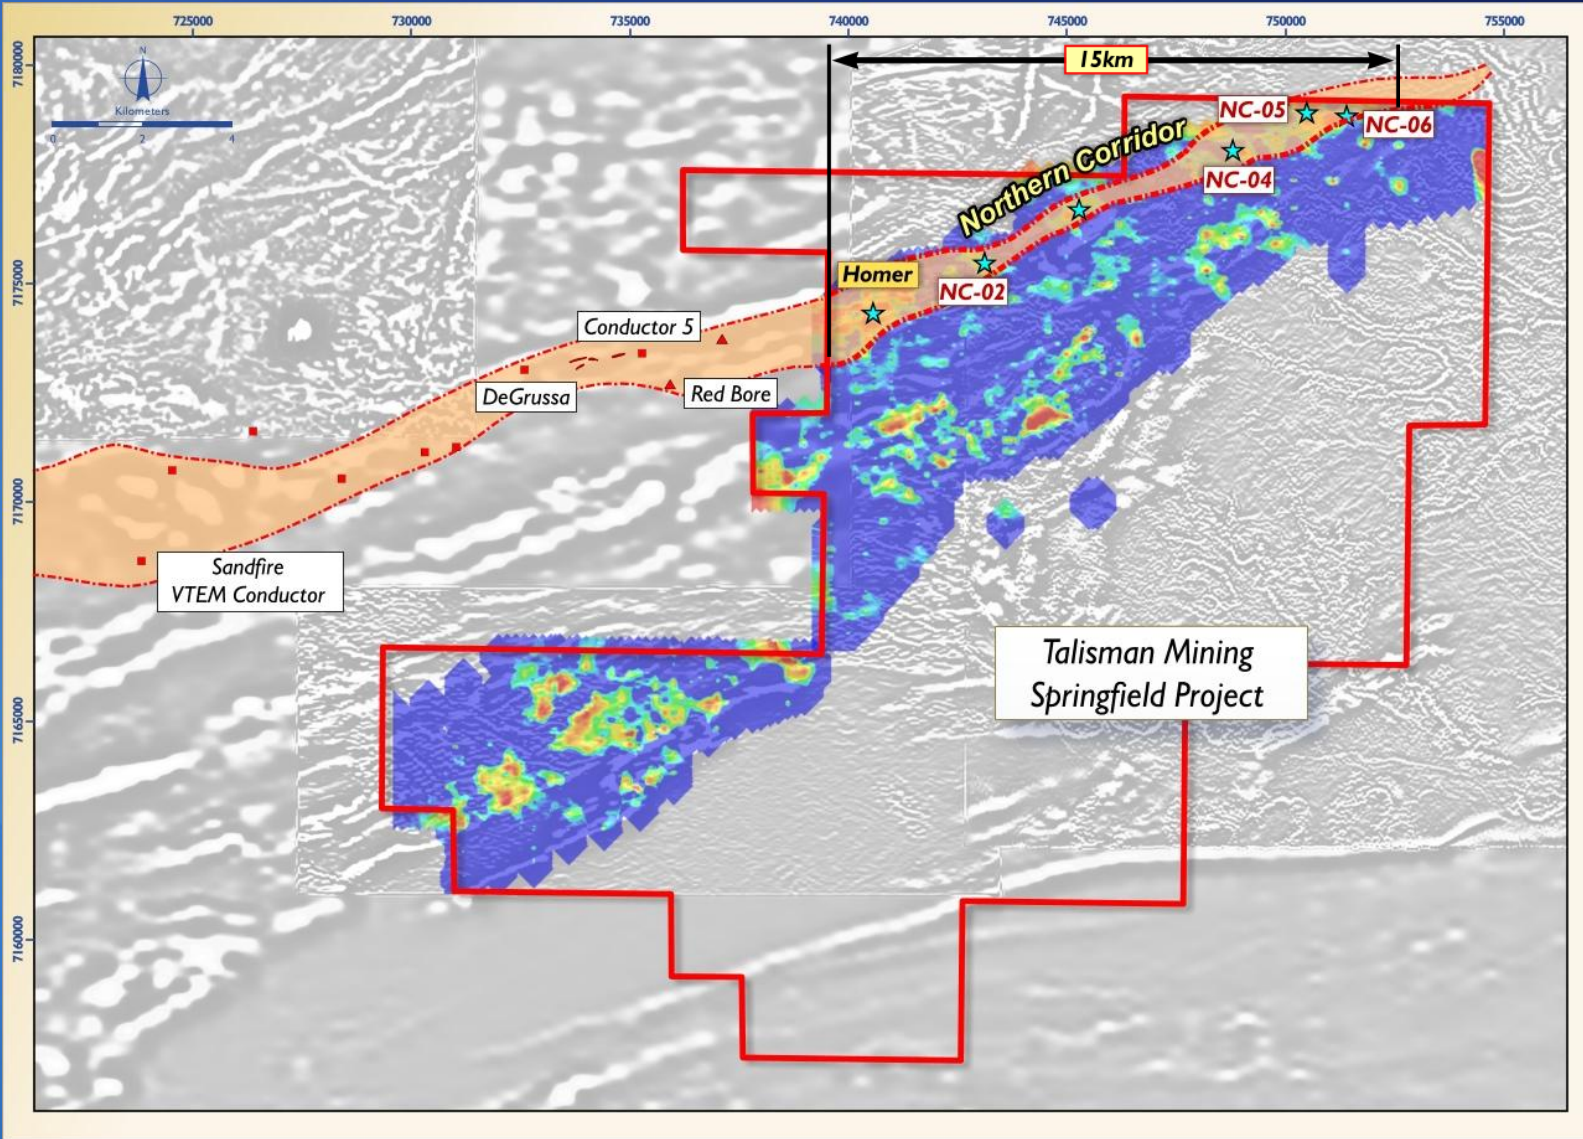 725000
730000
735000
740000
745000
750000
755000
7180000
7175000
7170000
7165000
7160000
N
Kilometers
0
2
4
15km
NC-05
NC-06
Northern Corridor
NC-04
Homer
NC-02
Conductor 5
DeGrussa
Red Bore
Sandfire
VTEM Conductor
Talisman Mining
Springfield Project